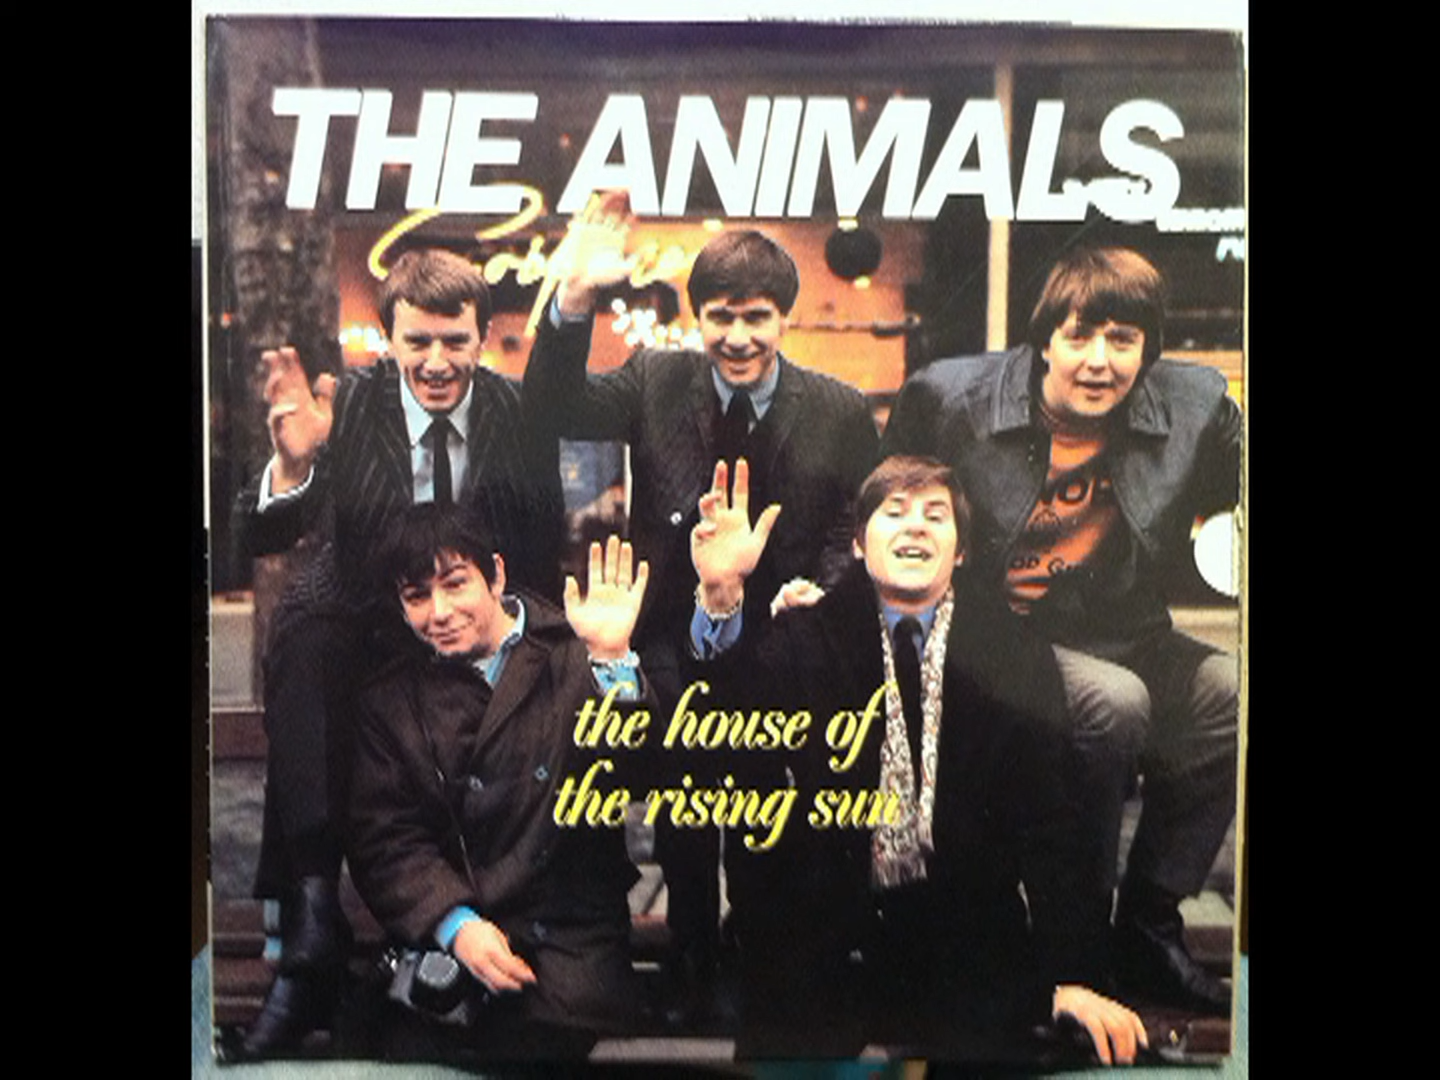 THE ANIMALS
the house of
the rising sun